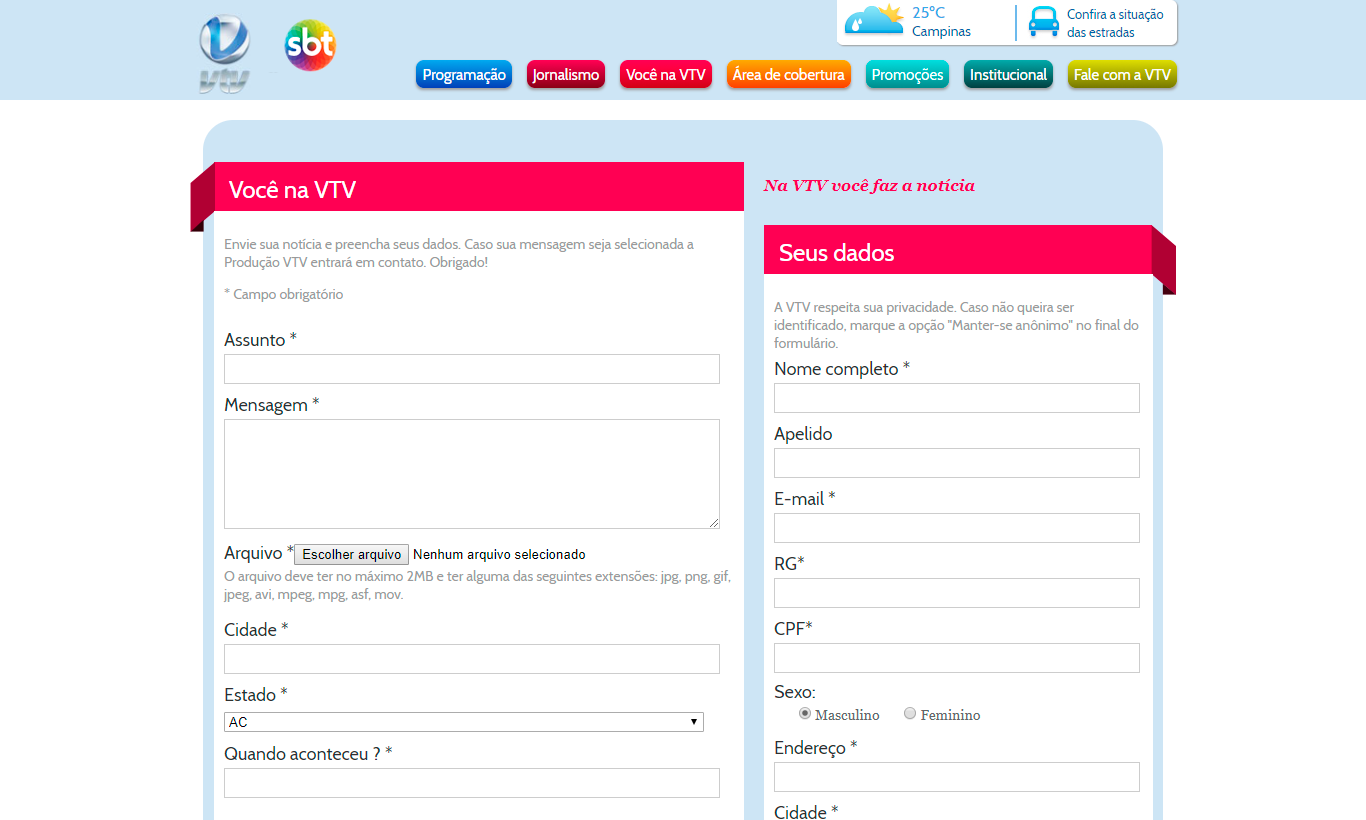 vtv
sbt
25°C
Campinas
Confira a situação
das estradas
Programação
Jornalismo
Você na VTV
Área de cobertura
Promoções
Institucional
Fale com a VTV
Você na VTV
Envie sua notícia e preencha seus dados. Caso sua mensagem seja selecionada a
Produção VTV entrará em contato. Obrigado!
* Campo obrigatório
Assunto *
Mensagem *
Arquivo * Escolher arquivo Nenhum arquivo selecionado
O arquivo deve ter no máximo 2MB e ter alguma das seguintes extensões: jpg, png, gif,
jpeg, avi, mpeg, mpg, asf, mov.
Cidade *
Estado *
AC
Quando aconteceu ? *
Na VTV você faz a notícia
Seus dados
A VTV respeita sua privacidade. Caso não queira ser
identificado, marque a opção "Manter-se anônimo" no final do
formulário.
Nome completo *
Apelido
E-mail *
RG*
CPF*
Sexo:
Masculino Feminino
Endereço *
Cidade *